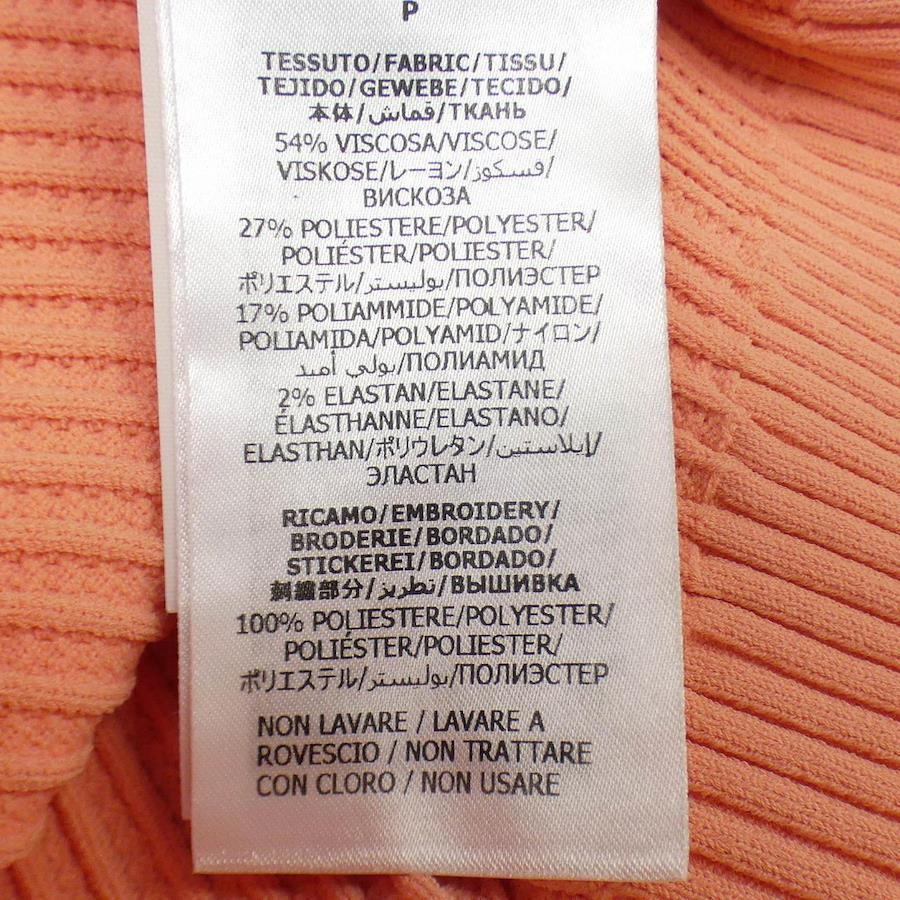 P
TESSUTO/FABRIC/TISSU/
TEJIDO/GEWEBE/TECIDO/
本体/قماش/ТКАНЬ
54% VISCOSA/VISCOSE/
VISKOSE/レーヨン/فسكوز/
ВИСКОЗА
27% POLIESTERE/POLYESTER/
POLIÉSTER/POLIESTER/
ポリエステル/بوليستر/ПОЛИЭСТЕР
17% POLIAMMIDE/POLYAMIDE/
POLIAMIDA/POLYAMID/ナイロン/
بولي أميد/ПОЛИАМИД
2% ELASTAN/ELASTANE/
ÉLASTHANNE/ELASTANO/
ELASTHAN/ポリウレタン/إيلاستين/
ЭЛАСТАН
RICAMO/EMBROIDERY/
BRODERIE/BORDADO/
STICKEREI/BORDADO/
刺繍部分/تطريز/ВЫШИВКА
100% POLIESTERE/POLYESTER/
POLIÉSTER/POLIESTER/
ポリエステル/بوليستر/ПОЛИЭСТЕР
NON LAVARE / LAVARE A
ROVESCIO / NON TRATTARE
CON CLORO / NON USARE